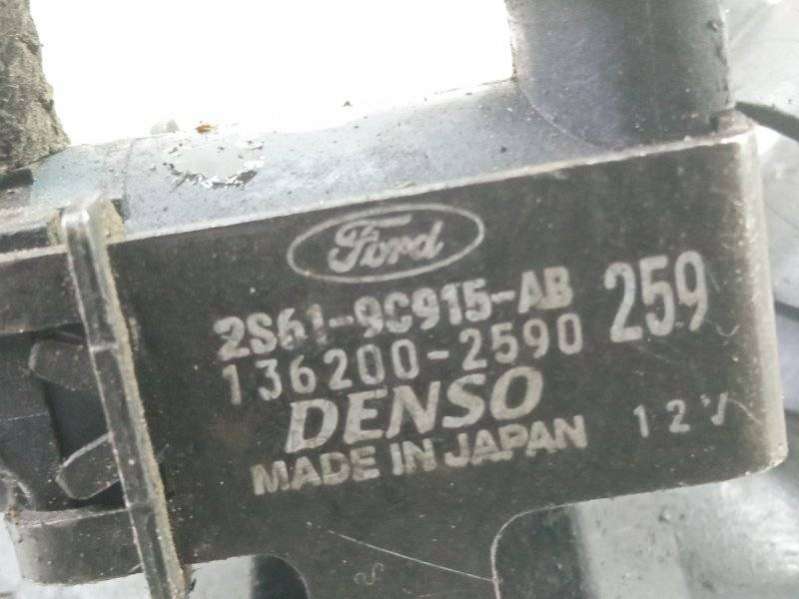 Ford
2S61-9C915-AB 259
136200-2590
DENSO
MADE IN JAPAN 12V